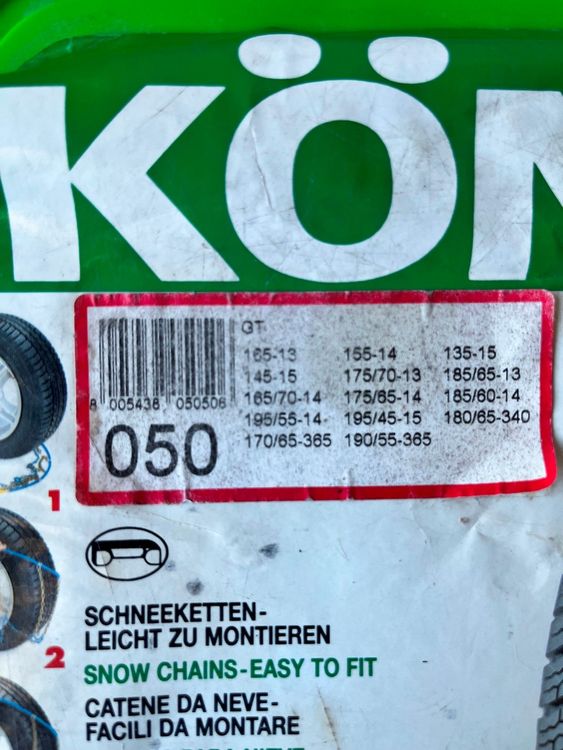 KÖN
GT
165-13 155-14 135-15
145-15 175/70-13 185/65-13
165/70-14 175/65-14 185/60-14
195/55-14 195/45-15 180/65-340
170/65-365 190/55-365
8 005438 050506
050
1
2
SCHNEEKETTEN-
LEICHT ZU MONTIEREN
SNOW CHAINS-EASY TO FIT
CATENE DA NEVE-
FACILI DA MONTARE